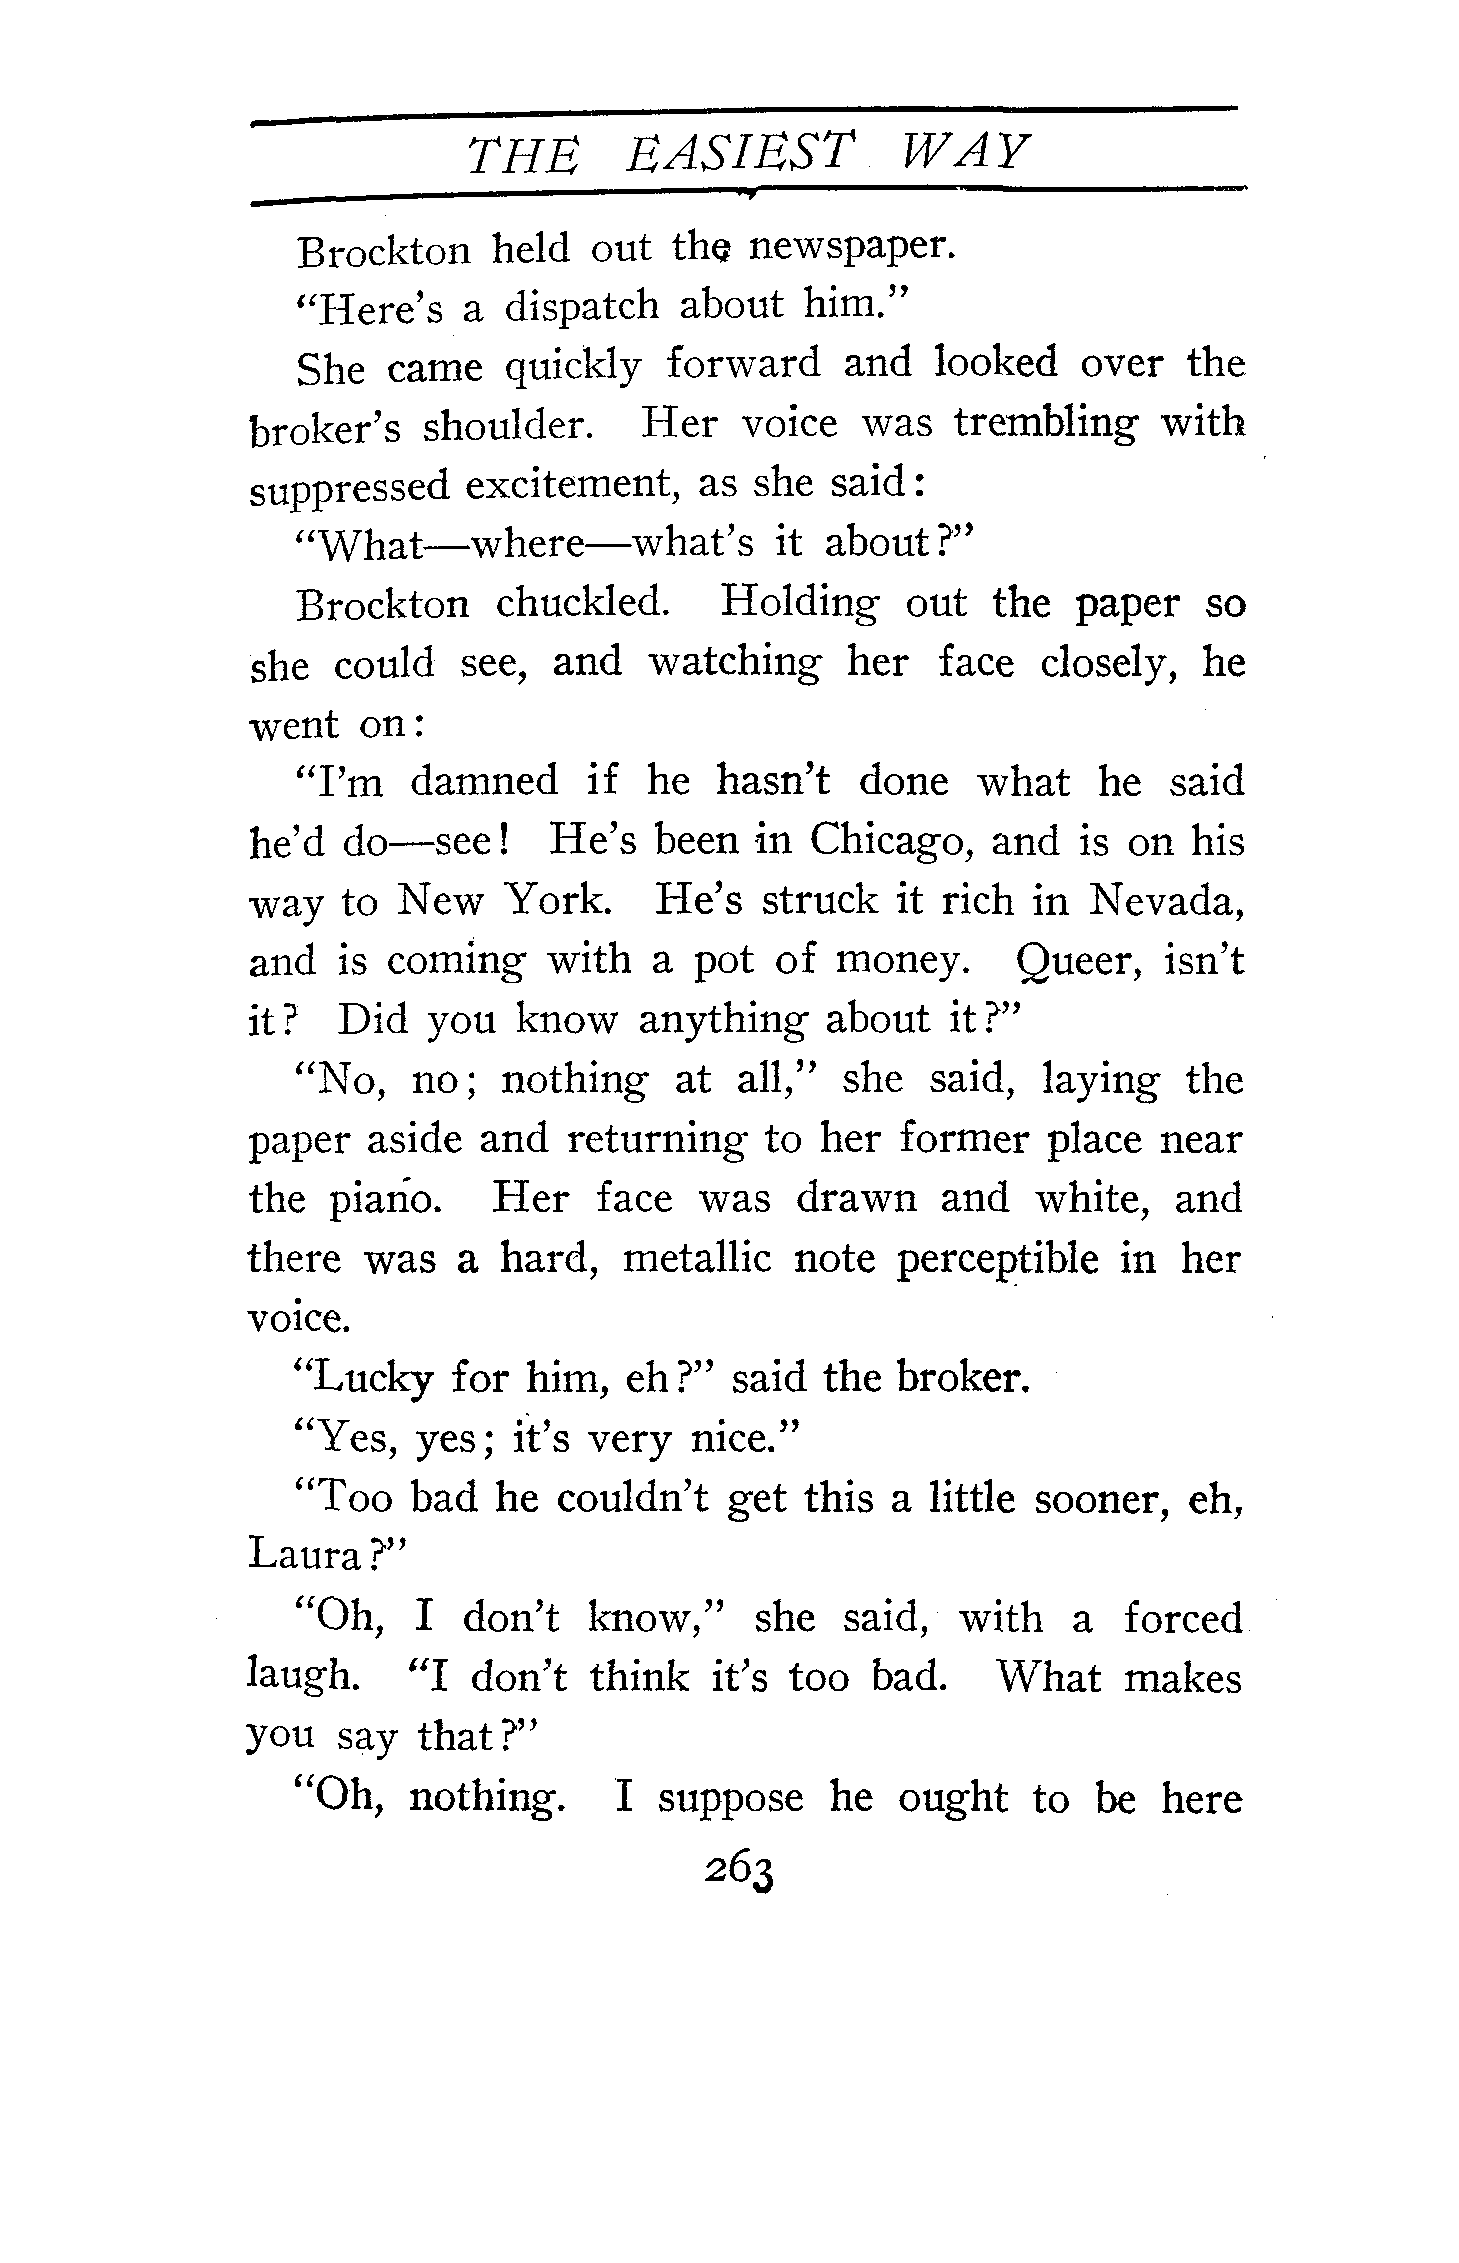 THE EASIEST WAY
Brockton held out the newspaper.
“Here’s a dispatch about him.”
She came quickly forward and looked over the
broker’s shoulder. Her voice was trembling with
suppressed excitement, as she said:
“What—where—what’s it about?”
Brockton chuckled. Holding out the paper so
she could see, and watching her face closely, he
went on:
“I’m damned if he hasn’t done what he said
he’d do—see! He’s been in Chicago, and is on his
way to New York. He’s struck it rich in Nevada,
and is coming with a pot of money. Queer, isn’t
it? Did you know anything about it?”
“No, no; nothing at all,” she said, laying the
paper aside and returning to her former place near
the piano. Her face was drawn and white, and
there was a hard, metallic note perceptible in her
voice.
“Lucky for him, eh?” said the broker.
“Yes, yes; it’s very nice.”
“Too bad he couldn’t get this a little sooner, eh,
Laura?”
“Oh, I don’t know,” she said, with a forced
laugh. “I don’t think it’s too bad. What makes
you say that?”
“Oh, nothing. I suppose he ought to be here
263